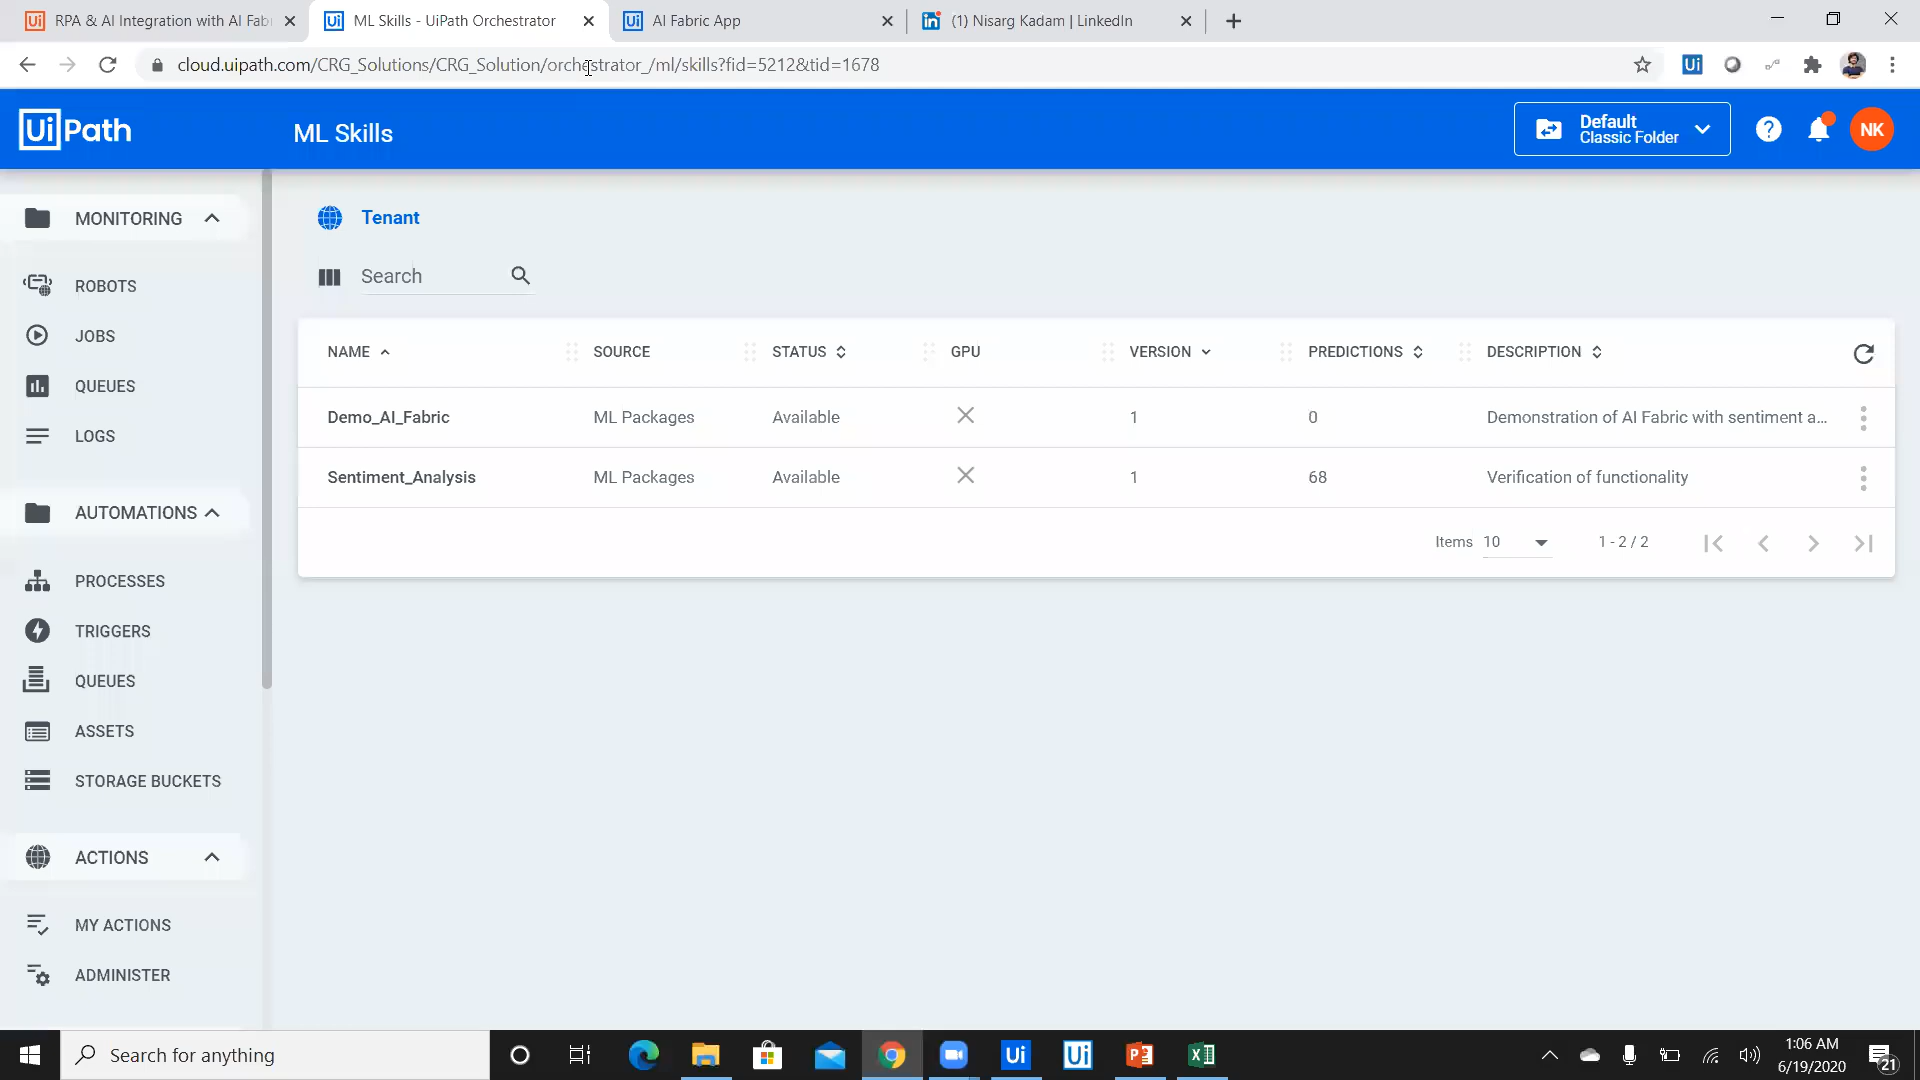 RPA & AI Integration with AI Fab
ML Skills - UiPath Orchestrator
AI Fabric App
(1) Nisarg Kadam | LinkedIn
cloud.uipath.com/CRG_Solutions/CRG_Solution/orchestrator_/ml/skills?fid=5212&tid=1678
UiPath
ML Skills
Default
Classic Folder
NK
MONITORING
ROBOTS
JOBS
QUEUES
LOGS
AUTOMATIONS
PROCESSES
TRIGGERS
QUEUES
ASSETS
STORAGE BUCKETS
ACTIONS
MY ACTIONS
ADMINISTER
Tenant
Search
NAME SOURCE STATUS GPU VERSION PREDICTIONS DESCRIPTION
Demo_AI_Fabric ML Packages Available 1 0 Demonstration of AI Fabric with sentiment a...
Sentiment_Analysis ML Packages Available 1 68 Verification of functionality
Items 10 1 - 2 / 2
Search for anything
1:06 AM
6/19/2020
21